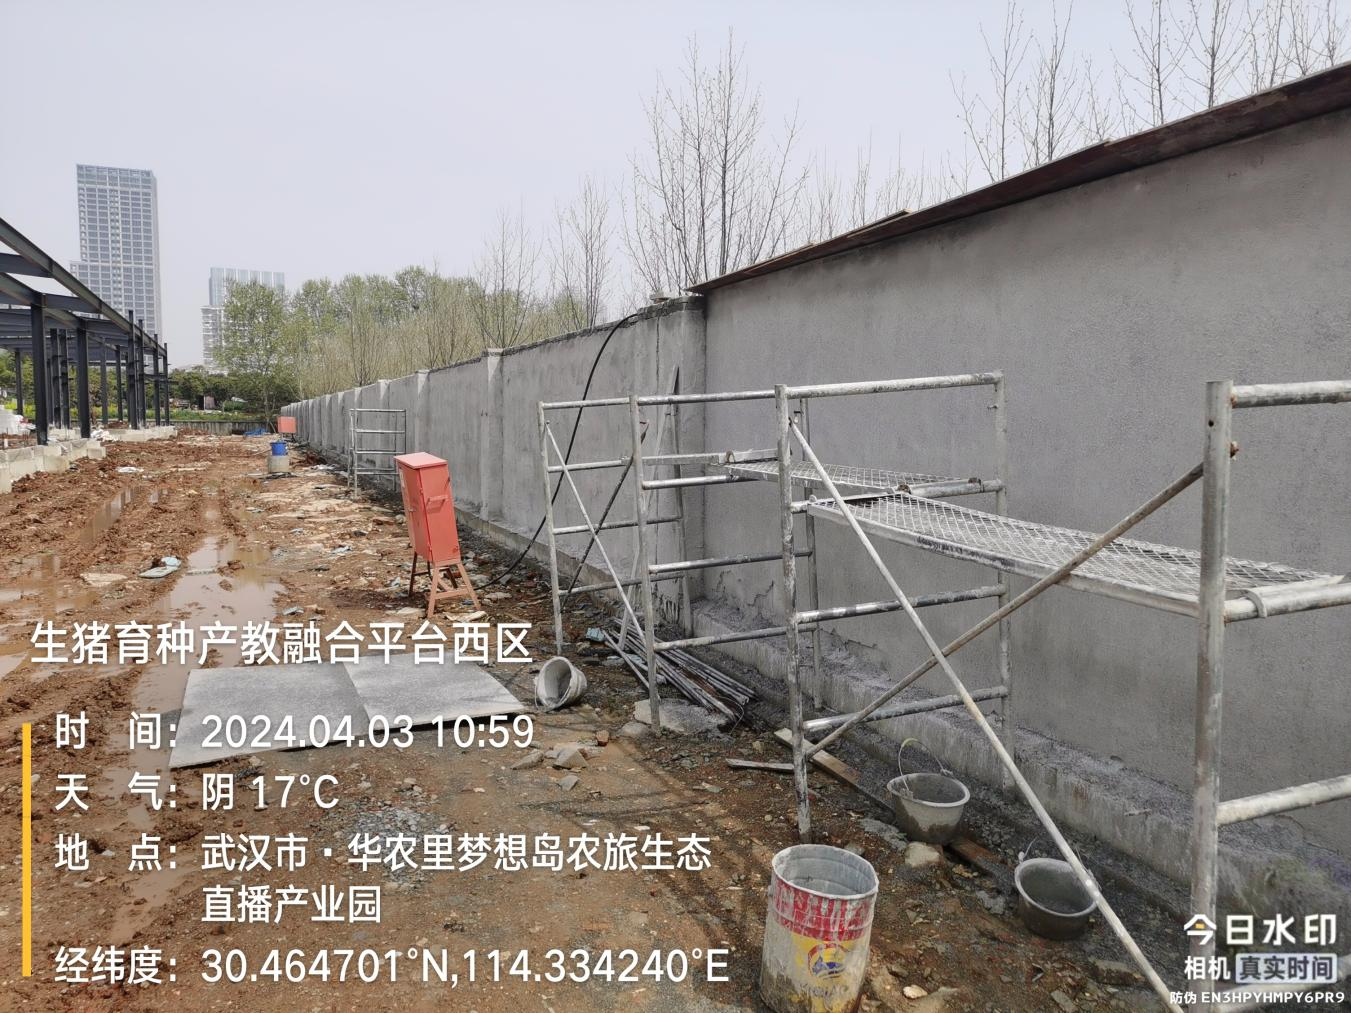 生猪育种产教融合平台西区
时 间：2024.04.03 10:59
天 气：阴 17℃
地 点：武汉市·华农里梦想岛农旅生态
直播产业园
经纬度：30.464701°N,114.334240°E
今日水印
相机 真实时间
防伪 EN3HPYHMPY6PR9